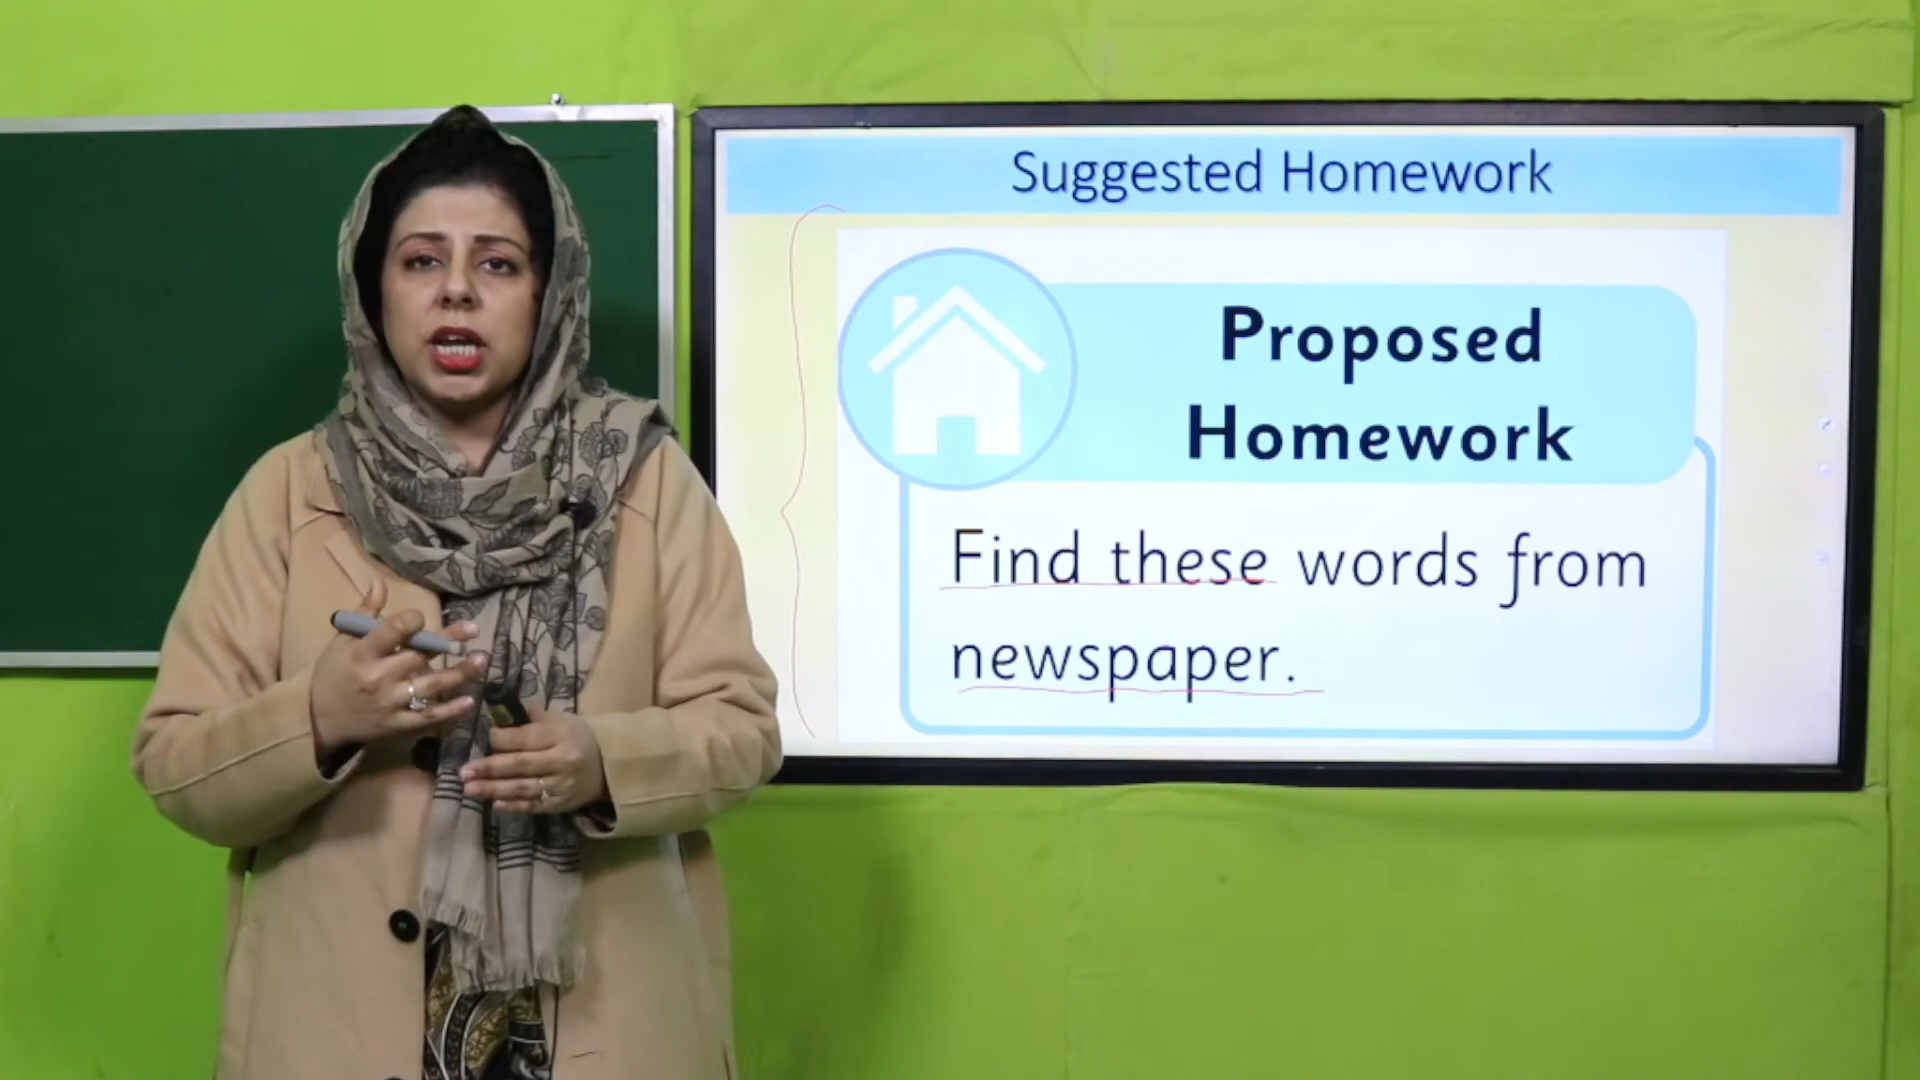 Suggested Homework
Proposed
Homework
Find these words from
newspaper.